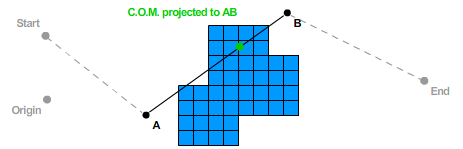 C.O.M. projected to AB
Start
B
End
Origin
A